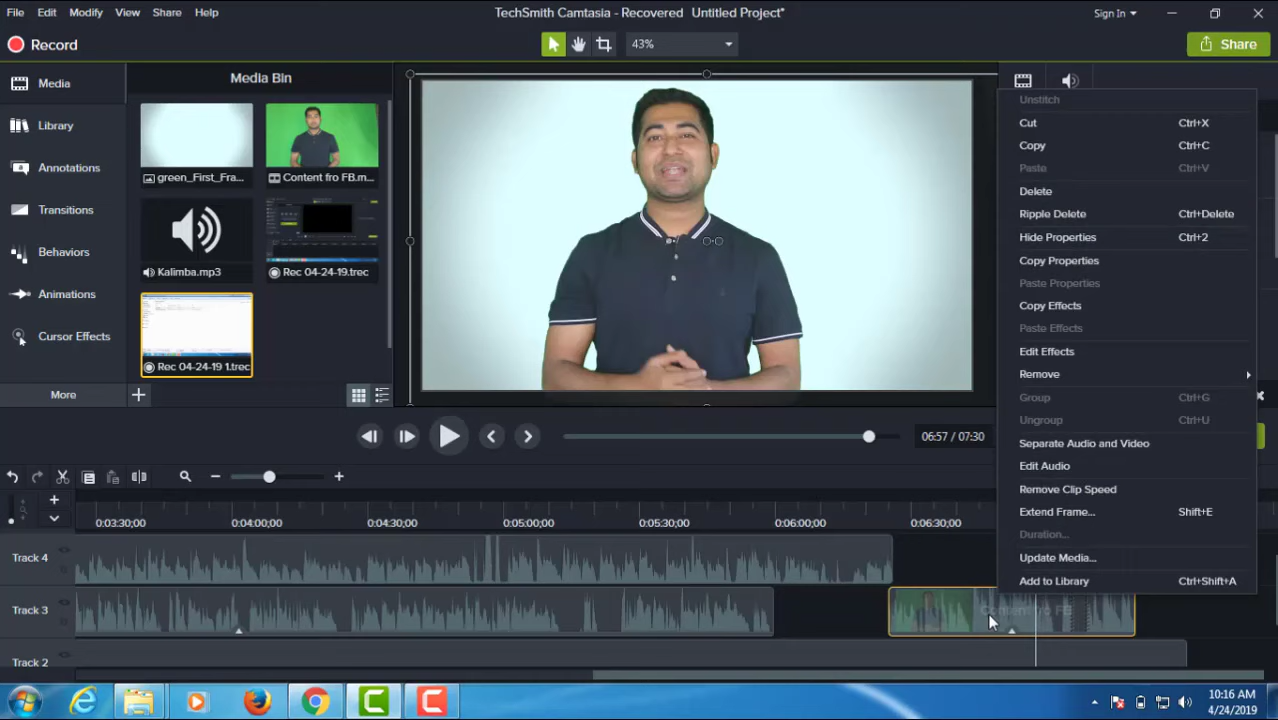 File Edit Modify View Share Help TechSmith Camtasia - Recovered Untitled Project* Sign In
Record 43% Share
Media
Library
Annotations
Transitions
Behaviors
Animations
Cursor Effects
More
Media Bin
green_First_Fra...
Content fro FB.m...
Kalimba.mp3
Rec 04-24-19.trec
Rec 04-24-19 1.trec
Unstitch
Cut Ctrl+X
Copy Ctrl+C
Paste Ctrl+V
Delete
Ripple Delete Ctrl+Delete
Hide Properties Ctrl+2
Copy Properties
Paste Properties
Copy Effects
Paste Effects
Edit Effects
Remove
Group Ctrl+G
Ungroup Ctrl+U
Separate Audio and Video
Edit Audio
Remove Clip Speed
Extend Frame... Shift+E
Duration...
Update Media...
Add to Library Ctrl+Shift+A
06:57 / 07:30
0:03:30;00 0:04:00;00 0:04:30;00 0:05:00;00 0:05:30;00 0:06:00;00 0:06:30;00
Track 4
Track 3 Content fro FB
Track 2
10:16 AM
4/24/2019